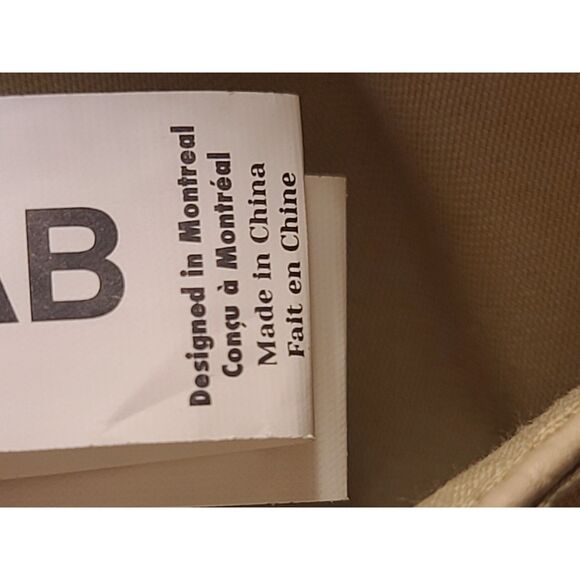 AB
Designed in Montreal
Conçu à Montréal
Made in China
Fait en Chine